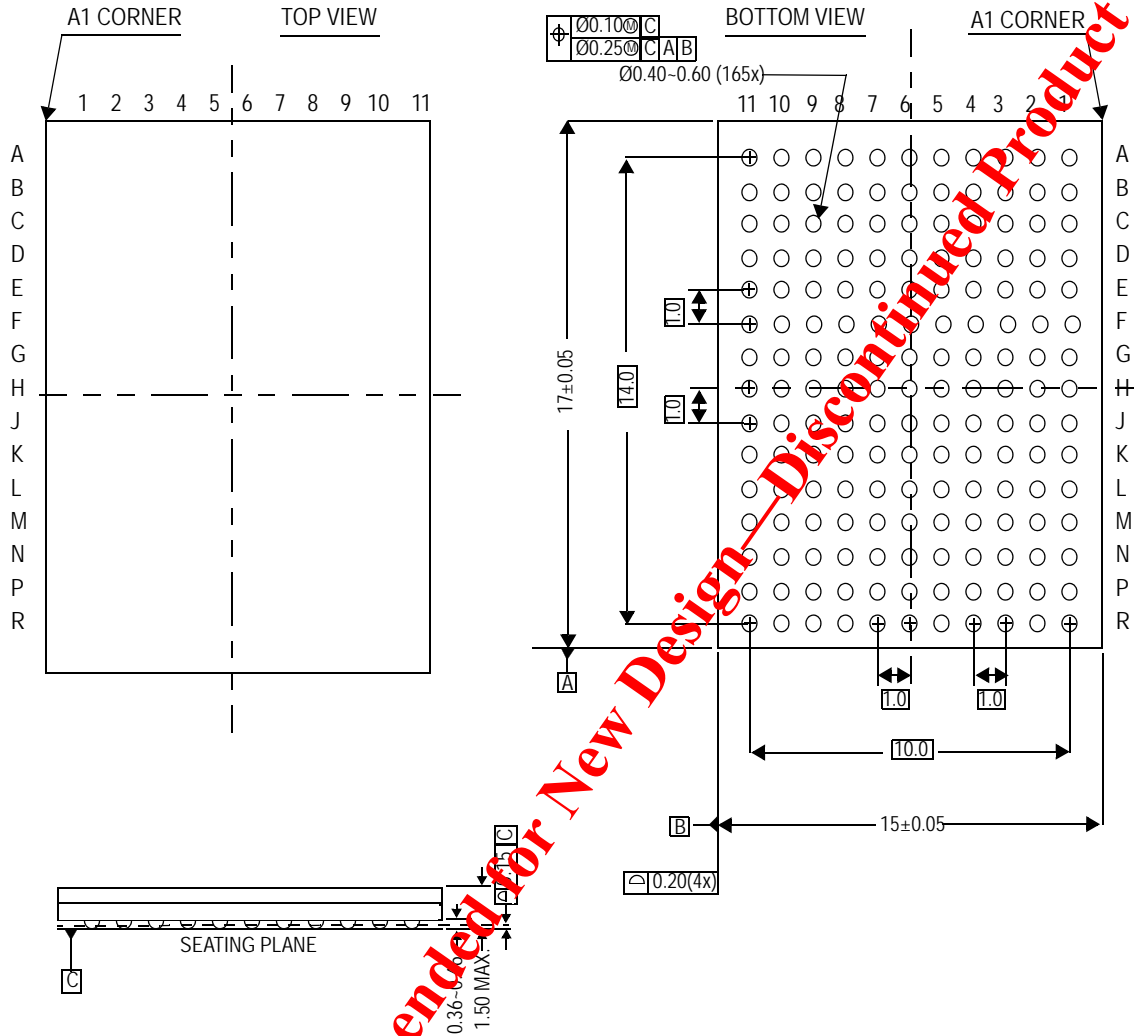 A1 CORNER
TOP VIEW
1 2 3 4 5 6 7 8 9 10 11
A
B
C
D
E
F
G
H
J
K
L
M
N
P
R
Ø0.10Ⓜ C
Ø0.25Ⓜ C A B
Ø0.40~0.60 (165x)
BOTTOM VIEW
A1 CORNER
11 10 9 8 7 6 5 4 3 2 1
A
B
C
D
E
F
G
H
J
K
L
M
N
P
R
1.0
1.0
14.0
17±0.05
A
1.0
1.0
10.0
B
15±0.05
0.20(4x)
C
SEATING PLANE
C
1.50 MAX.
for New Design—Discontinued Product